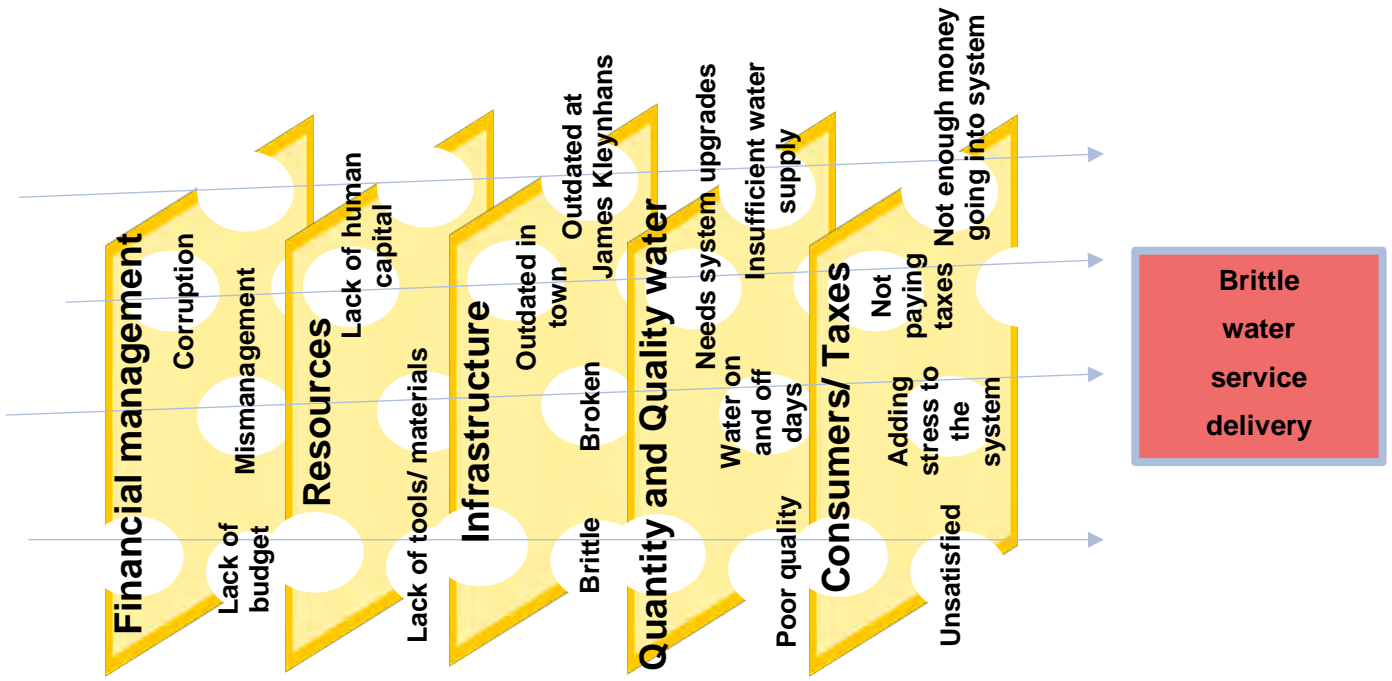 Financial management
Corruption
Mismanagement
Lack of
budget
Resources
Lack of human
capital
Lack of tools/ materials
Infrastructure
Outdated in
town
Outdated at
James Kleynhans
Broken
Brittle
Quantity and Quality water
Needs system upgrades
Insufficient water
supply
Water on
and off
days
Poor quality
Consumers/ Taxes
Not
paying
taxes
Not enough money
going into system
Adding
stress to
the
system
Unsatisfied
Brittle
water
service
delivery